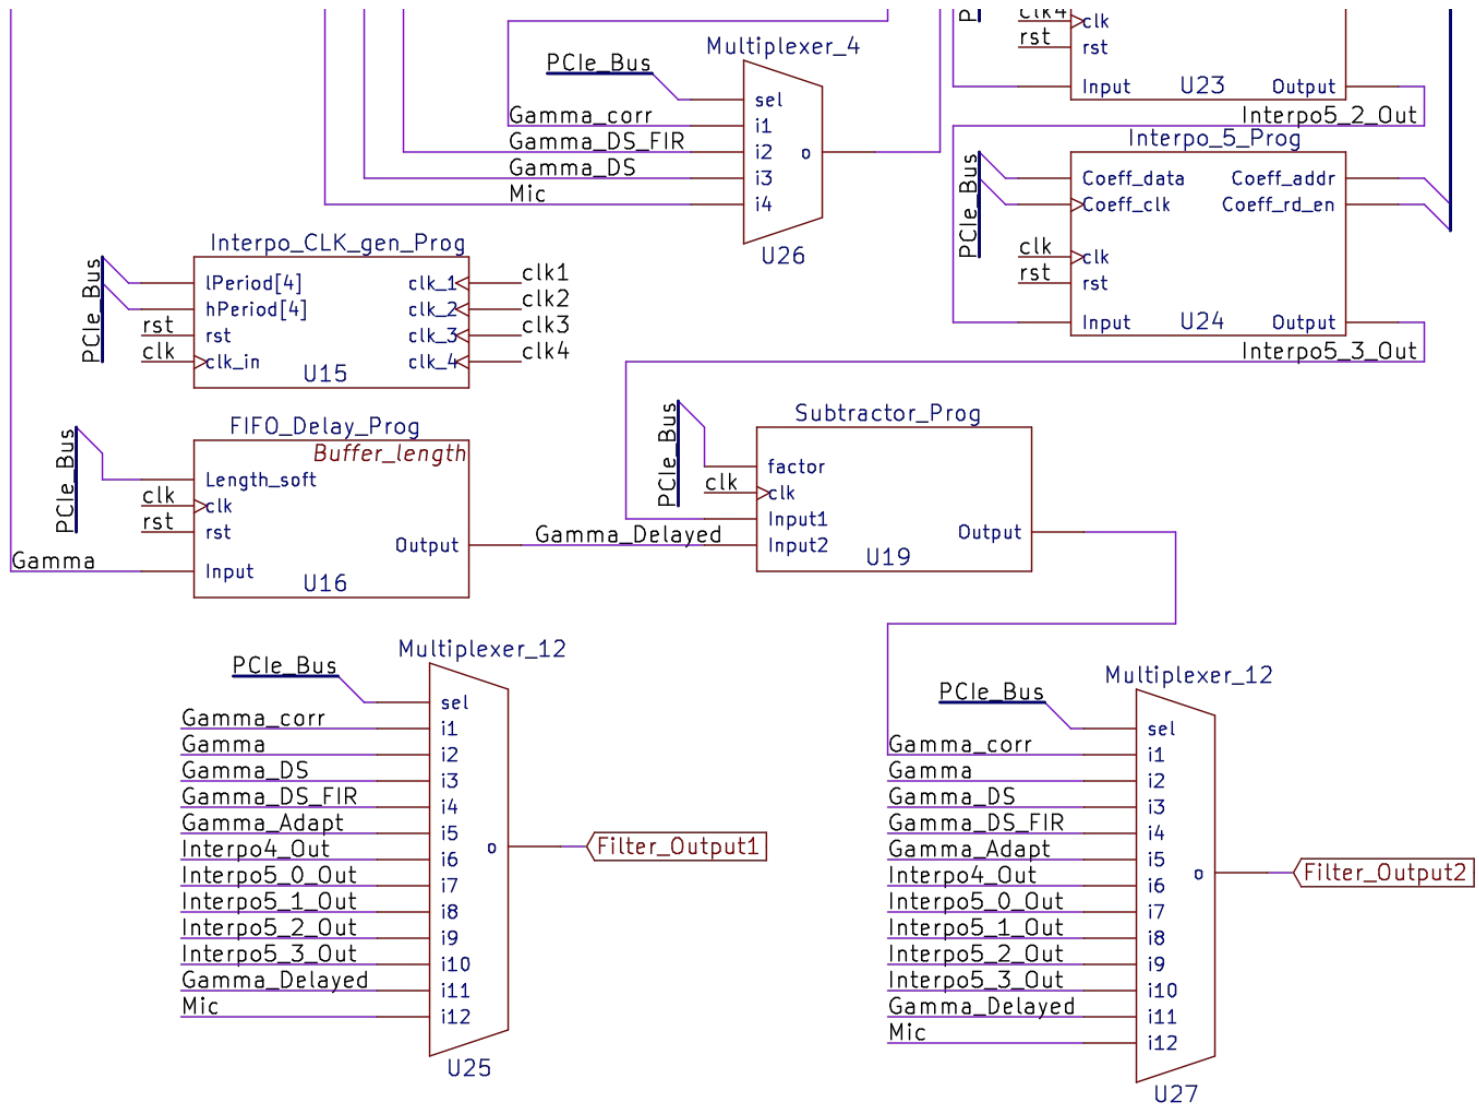 Multiplexer_4
PCIe_Bus
sel
Gamma_corr
i1
Gamma_DS_FIR
i2
o
Gamma_DS
i3
Mic
i4
U26
PCIe_Bus
clk4
clk
rst
rst
Input
U23
Output
Interpo5_2_Out
Interpo_5_Prog
PCIe_Bus
Coeff_data
Coeff_addr
Coeff_clk
Coeff_rd_en
clk
clk
rst
rst
Input
U24
Output
Interpo5_3_Out
Interpo_CLK_gen_Prog
PCIe_Bus
lPeriod[4]
clk_1
clk1
hPeriod[4]
clk_2
clk2
rst
rst
clk_3
clk3
clk
clk_in
clk_4
clk4
U15
FIFO_Delay_Prog
Buffer_length
PCIe_Bus
Length_soft
clk
clk
rst
rst
Output
Gamma_Delayed
Gamma
Input
U16
Subtractor_Prog
PCIe_Bus
factor
clk
clk
Input1
Input2
Output
U19
Multiplexer_12
PCIe_Bus
sel
Gamma_corr
i1
Gamma
i2
Gamma_DS
i3
Gamma_DS_FIR
i4
Gamma_Adapt
i5
Interpo4_Out
i6
Interpo5_0_Out
i7
Interpo5_1_Out
i8
Interpo5_2_Out
i9
Interpo5_3_Out
i10
Gamma_Delayed
i11
Mic
i12
o
Filter_Output1
U25
Multiplexer_12
PCIe_Bus
sel
Gamma_corr
i1
Gamma
i2
Gamma_DS
i3
Gamma_DS_FIR
i4
Gamma_Adapt
i5
Interpo4_Out
i6
Interpo5_0_Out
i7
Interpo5_1_Out
i8
Interpo5_2_Out
i9
Interpo5_3_Out
i10
Gamma_Delayed
i11
Mic
i12
o
Filter_Output2
U27